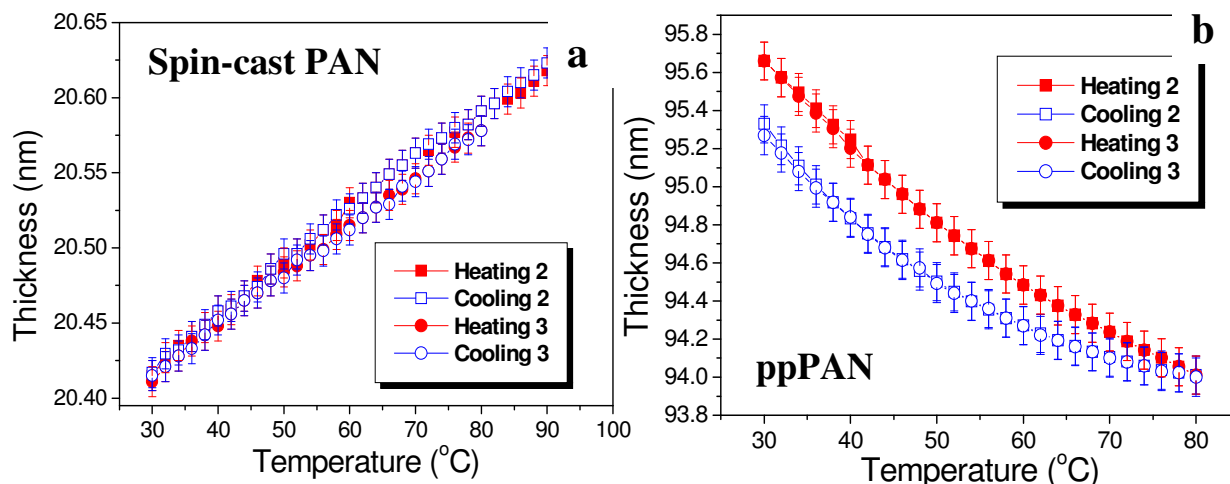 Spin-cast PAN
a
Thickness (nm)
20.65
20.60
20.55
20.50
20.45
20.40
Heating 2
Cooling 2
Heating 3
Cooling 3
30 40 50 60 70 80 90 100
Temperature (°C)
b
Thickness (nm)
95.8
95.6
95.4
95.2
95.0
94.8
94.6
94.4
94.2
94.0
93.8
Heating 2
Cooling 2
Heating 3
Cooling 3
ppPAN
30 40 50 60 70 80
Temperature (°C)